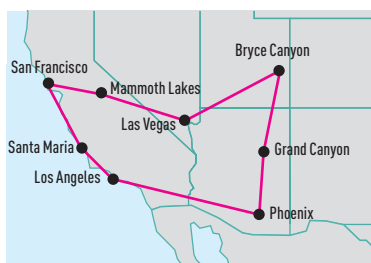 Bryce Canyon
San Francisco
Mammoth Lakes
Las Vegas
Santa Maria
Grand Canyon
Los Angeles
Phoenix